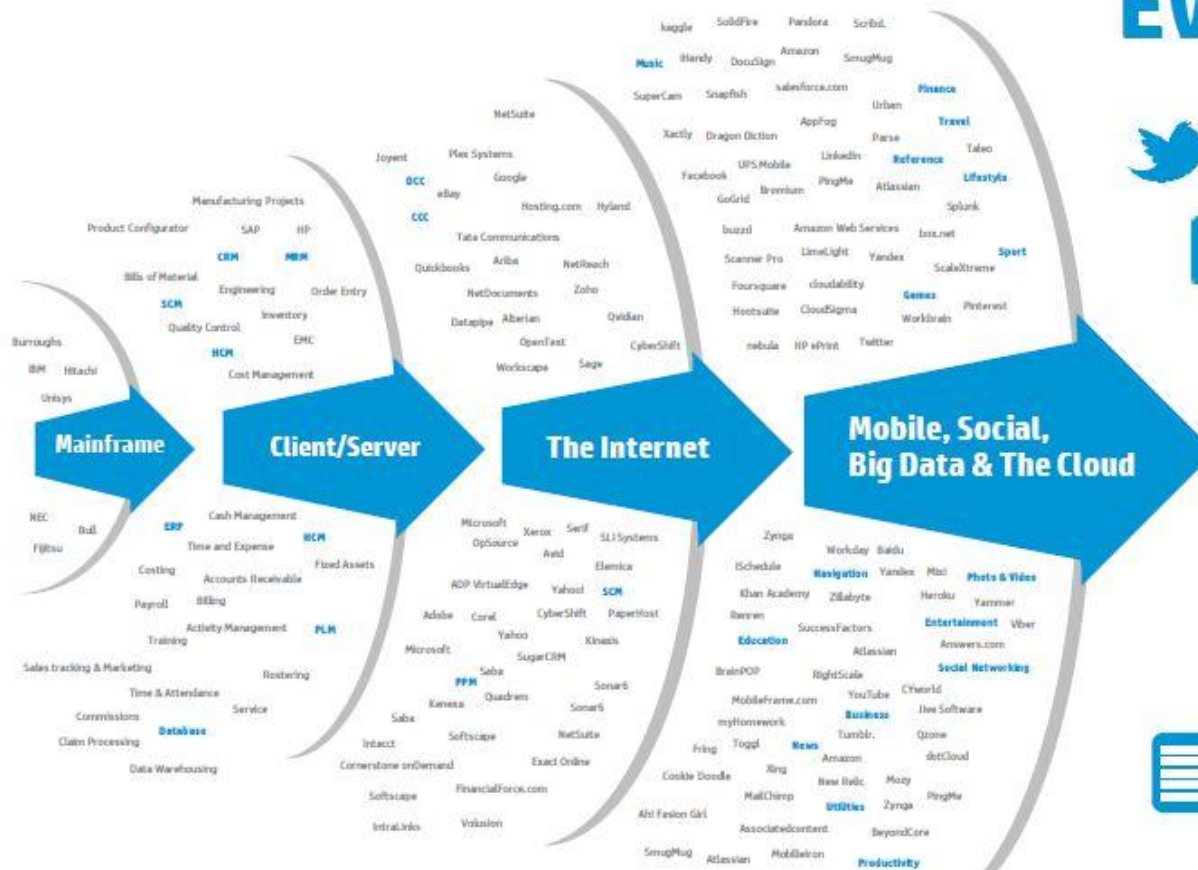 EV
Burroughs
IBM Hitachi
Unisys
Mainframe
NEC
Bull
Fijitsu
Manufacturing Projects
Product Configurator SAP HP
CRM MRM
Bills of Material
Engineering Order Entry
SCM
Inventory
Quality Control
EMC
HCM
Cost Management
Client/Server
Cash Management
ERP
HCM
Time and Expense
Fixed Assets
Costing
Accounts Receivable
Payroll Billing
Activity Management PLM
Training
Sales tracking & Marketing
Rostering
Time & Attendance
Service
Commissions
Database
Claim Processing
Data Warehousing
NetSuite
Joyent Plex Systems
DCC Google
eBay
Hosting.com Hyland
CCC
Tata Communications
Ariba NetReach
Quickbooks
NetDocuments Zoho
Datapipe Alterian Qvidian
OpenText
CyberShift
Workscape Sage
The Internet
Microsoft
Xerox Serif
OpSource SLI Systems
Avid
Elemica
ADP VirtualEdge Yahoo! SCM
Adobe Corel CyberShift PaperHost
Yahoo Kinaxis
Microsoft
SugarCRM
Saba
PPM
Sonar6
Kenexa Quadrem
Saba Sonar6
Softscape NetSuite
Intacct
Cornerstone onDemand Exact Online
Softscape FinancialForce.com
IntraLinks Volusion
kaggle SolidFire Pandora Scribd.
Music iHandy DocuSign Amazon SmugMug
SuperCam Snapfish salesforce.com Finance
Urban
AppFog Travel
Xactly Dragon Diction Parse
Taleo
UPS Mobile LinkedIn Reference
Facebook Lifestyle
Bromium PingMe Atlassian
GoGrid
Splunk
buzzd Amazon Web Services box.net
Scanner Pro LimeLight Yandex Sport
ScaleXtreme
Foursquare cloudability
Games
Pinterest
Hootsuite CloudSigma Workbrain
nebula HP ePrint Twitter
Mobile, Social,
Big Data & The Cloud
Zynga
Workday Baidu
iSchedule Navigation Yandex Mixi Photo & Video
Khan Academy Zillabyte Heroku Yammer
Renren
SuccessFactors Entertainment Viber
Education Answers.com
Atlassian
BrainPOP RightScale Social Networking
MobileFrame.com YouTube CYworld
Business Jive Software
myHomework
Tumblr. Qzone
Fring Toggl News
Amazon dotCloud
Xing
Cookie Doodle New Relic Mozy
MailChimp PingMe
Utilities Zynga
Ah! Fasion Girl
Associatedcontent BeyondCore
SmugMug Atlassian MobileIron
Productivity